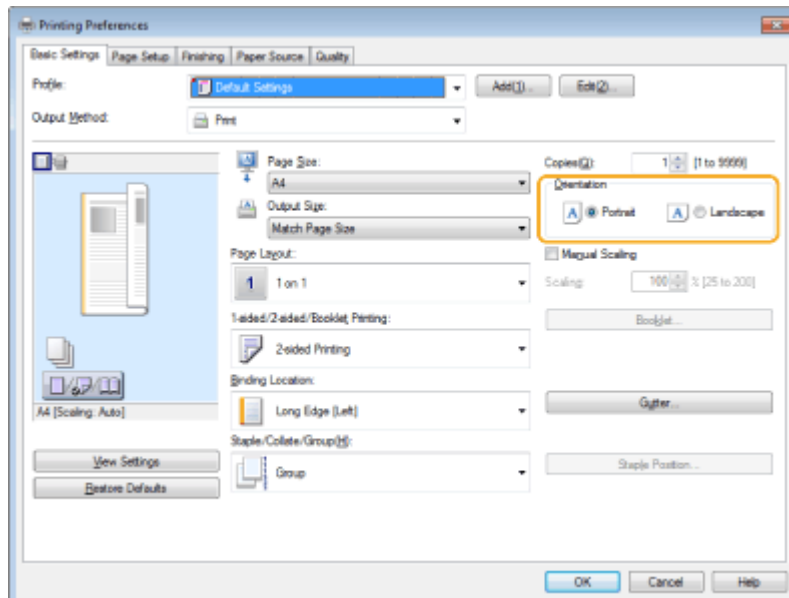 Printing Preferences
Basic Settings Page Setup Finishing Paper Source Quality
Profile: Default Settings Add(1)... Edit(2)...
Output Method: Print
Page Size: Copies(Q): 1 [1 to 9999]
A4 Orientation
Output Size: A Portrait A Landscape
Match Page Size
Page Layout: Manual Scaling
1 1 on 1 Scaling: 100 % [25 to 200]
1-sided/2-sided/Booklet Printing: Booklet...
2-sided Printing
Binding Location:
A4 [Scaling: Auto] Long Edge (Left) Gutter...
Staple/Collate/Group(H):
View Settings Group Staple Position...
Restore Defaults
OK Cancel Help